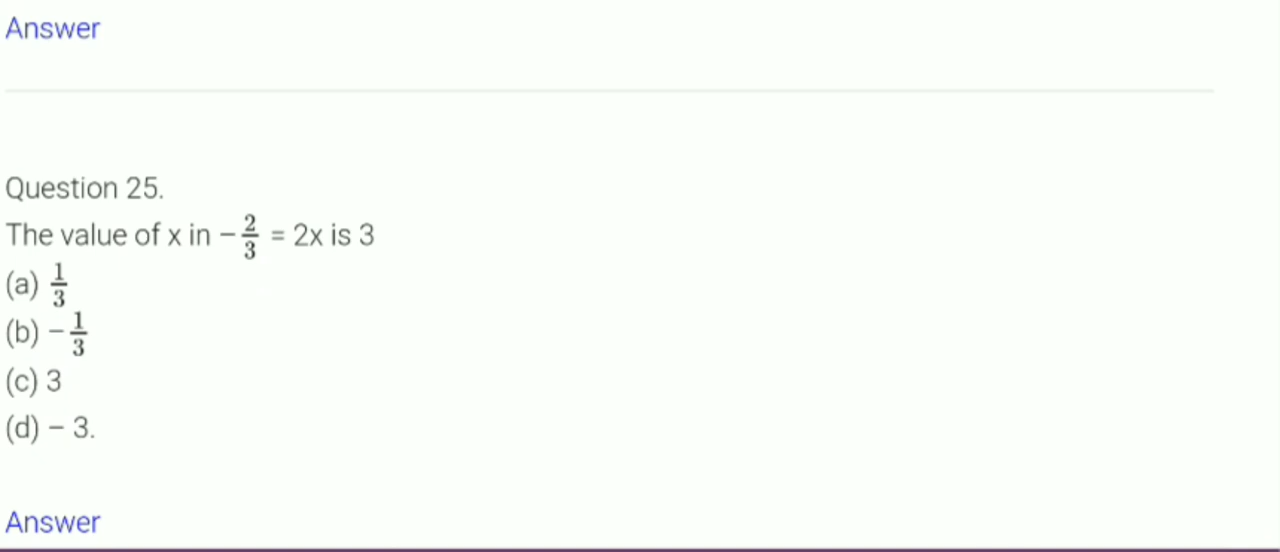 Answer
Question 25.
The value of x in −2/3 = 2x is 3
(a) 1/3
(b) −1/3
(c) 3
(d) – 3.
Answer